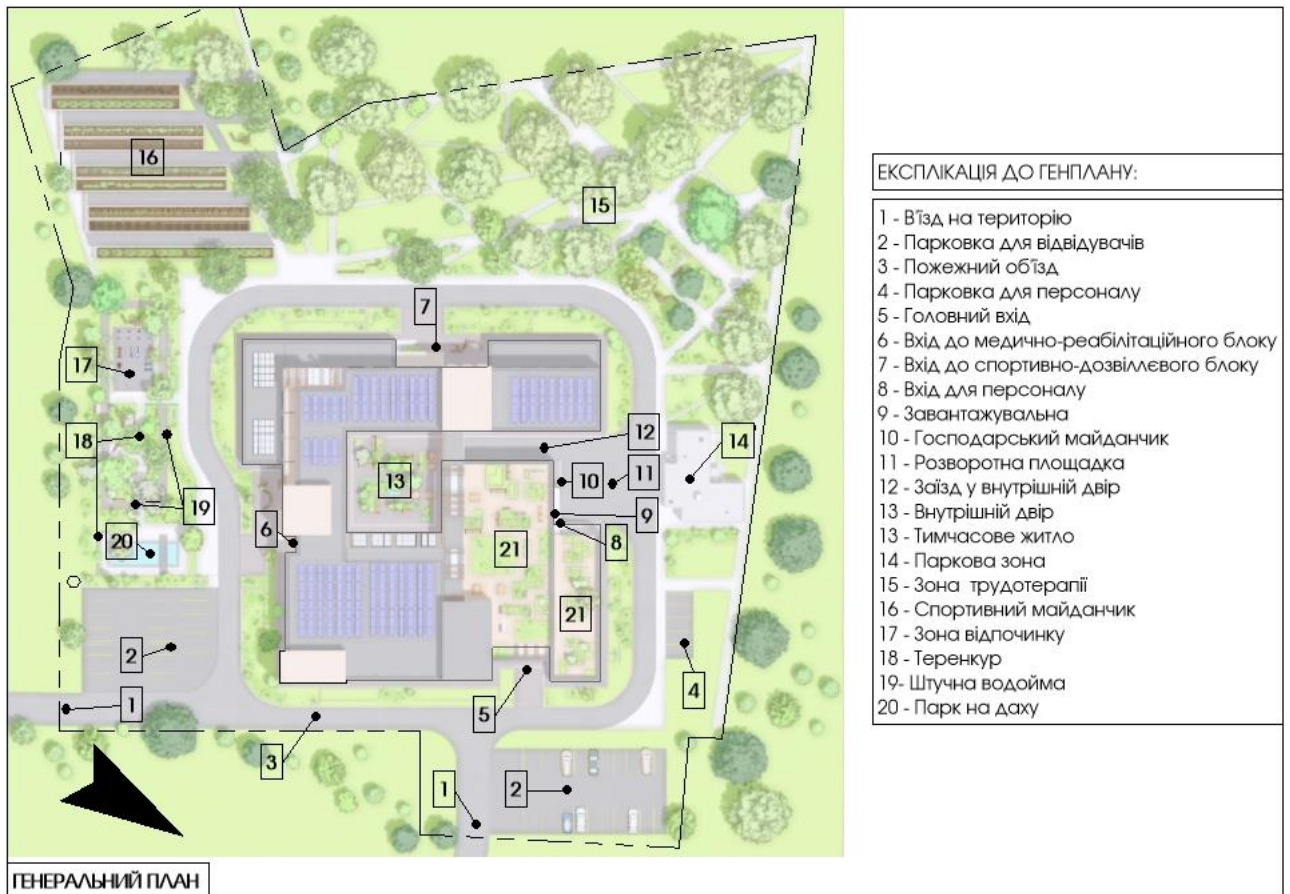 16
15
7
17
18
12
14
13
10
11
19
9
6
8
20
21
21
2
4
1
5
3
1
2
ГЕНЕРАЛЬНИЙ ПЛАН
ЕКСПЛІКАЦІЯ ДО ГЕНПЛАНУ:
1 - В'їзд на територію
2 - Парковка для відвідувачів
3 - Пожежний об'їзд
4 - Парковка для персоналу
5 - Головний вхід
6 - Вхід до медично-реабілітаційного блоку
7 - Вхід до спортивно-дозвіллєвого блоку
8 - Вхід для персоналу
9 - Завантажувальна
10 - Господарський майданчик
11 - Розворотна площадка
12 - Заїзд у внутрішній двір
13 - Внутрішній двір
13 - Тимчасове житло
14 - Паркова зона
15 - Зона трудотерапії
16 - Спортивний майданчик
17 - Зона відпочинку
18 - Теренкур
19- Штучна водойма
20 - Парк на даху